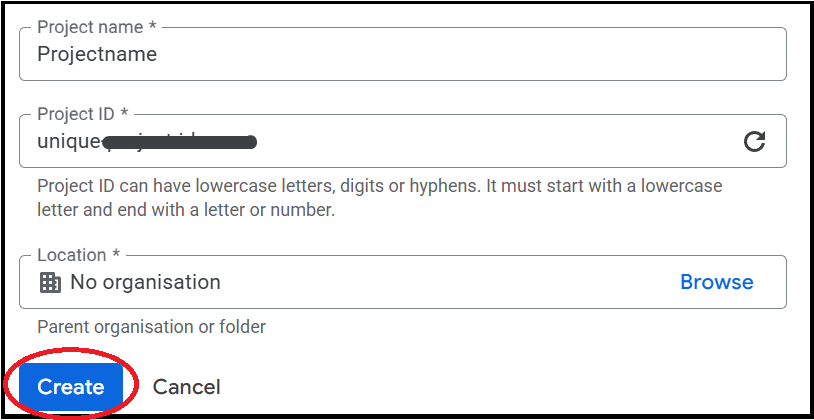 Project name *
Projectname
Project ID *
unique-
Project ID can have lowercase letters, digits or hyphens. It must start with a lowercase
letter and end with a letter or number.
Location *
No organisation Browse
Parent organisation or folder
Create Cancel